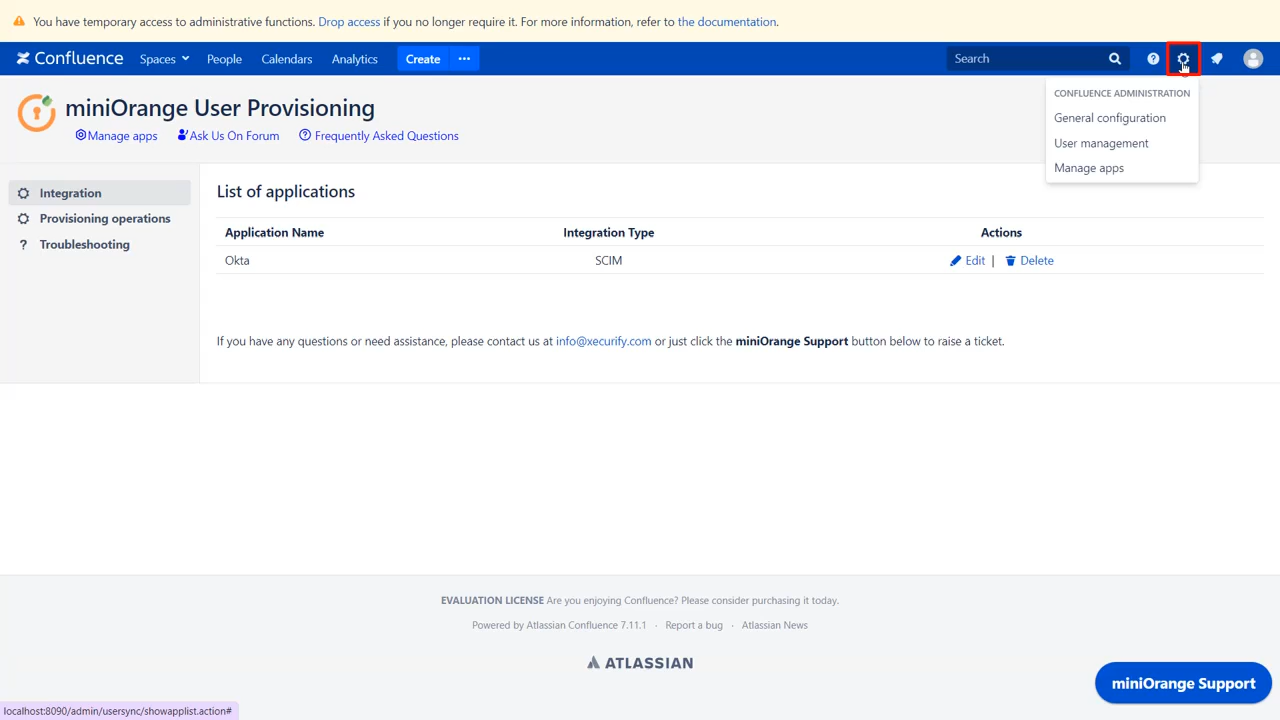 You have temporary access to administrative functions. Drop access if you no longer require it. For more information, refer to the documentation.
Confluence Spaces People Calendars Analytics Create ••• Search
miniOrange User Provisioning
Manage apps Ask Us On Forum Frequently Asked Questions
CONFLUENCE ADMINISTRATION
General configuration
User management
Manage apps
Integration
Provisioning operations
Troubleshooting
List of applications
Application Name Integration Type Actions
Okta SCIM Edit | Delete
If you have any questions or need assistance, please contact us at info@xecurify.com or just click the miniOrange Support button below to raise a ticket.
EVALUATION LICENSE Are you enjoying Confluence? Please consider purchasing it today.
Powered by Atlassian Confluence 7.11.1 · Report a bug · Atlassian News
ATLASSIAN
miniOrange Support
localhost:8090/admin/usersync/showapplist.action#